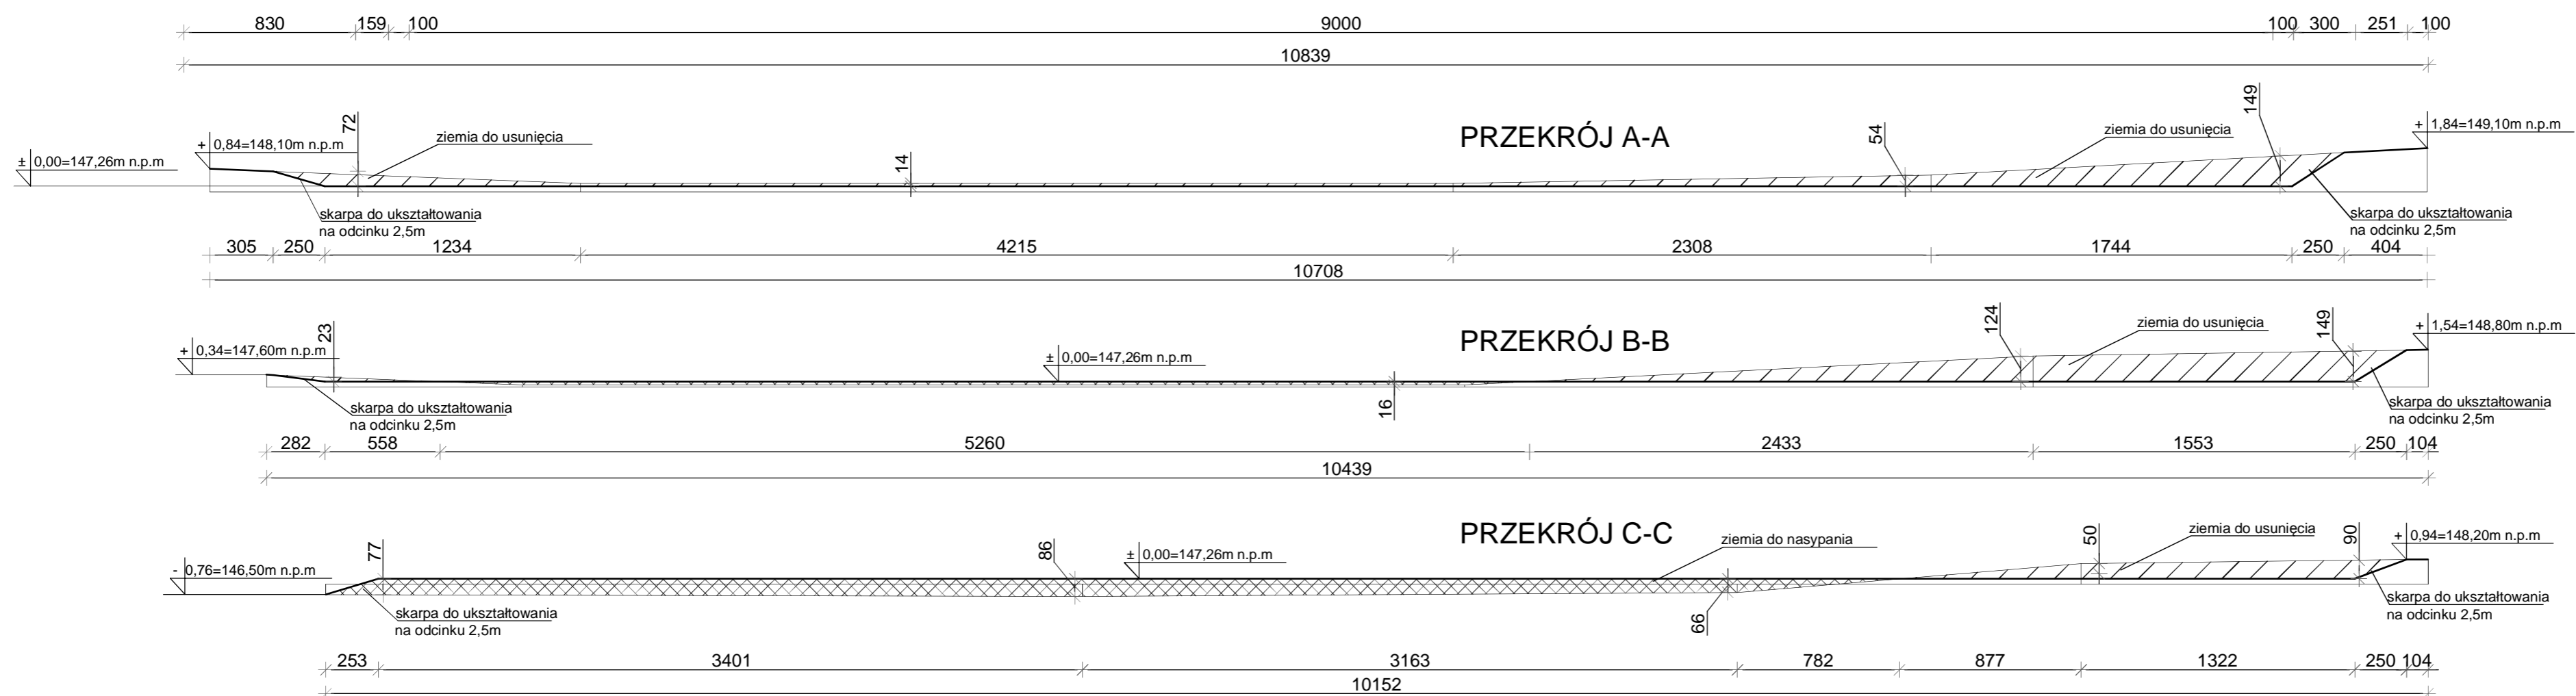 830 159 100 9000 100 300 251 100
10839
PRZEKRÓJ A-A
± 0,00=147,26m n.p.m
+ 0,84=148,10m n.p.m
72
ziemia do usunięcia
14
54
ziemia do usunięcia
149
+ 1,84=149,10m n.p.m
skarpa do ukształtowania
na odcinku 2,5m
skarpa do ukształtowania
na odcinku 2,5m
305 250 1234 4215 2308 1744 250 404
10708
PRZEKRÓJ B-B
+ 0,34=147,60m n.p.m
23
± 0,00=147,26m n.p.m
16
124
ziemia do usunięcia
149
+ 1,54=148,80m n.p.m
skarpa do ukształtowania
na odcinku 2,5m
skarpa do ukształtowania
na odcinku 2,5m
282 558 5260 2433 1553 250 104
10439
PRZEKRÓJ C-C
- 0,76=146,50m n.p.m
77
86
± 0,00=147,26m n.p.m
ziemia do nasypania
66
50
ziemia do usunięcia
90
+ 0,94=148,20m n.p.m
skarpa do ukształtowania
na odcinku 2,5m
skarpa do ukształtowania
na odcinku 2,5m
253 3401 3163 782 877 1322 250 104
10152